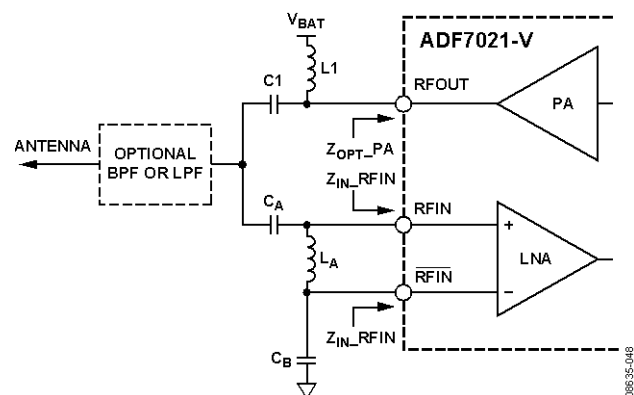 VBAT
ADF7021-V
L1
C1
RFOUT
PA
ZOPT_PA
ANTENNA
OPTIONAL
BPF OR LPF
ZIN_RFIN
CA
RFIN
+
LA
LNA
RFIN
−
ZIN_RFIN
CB
08635-048